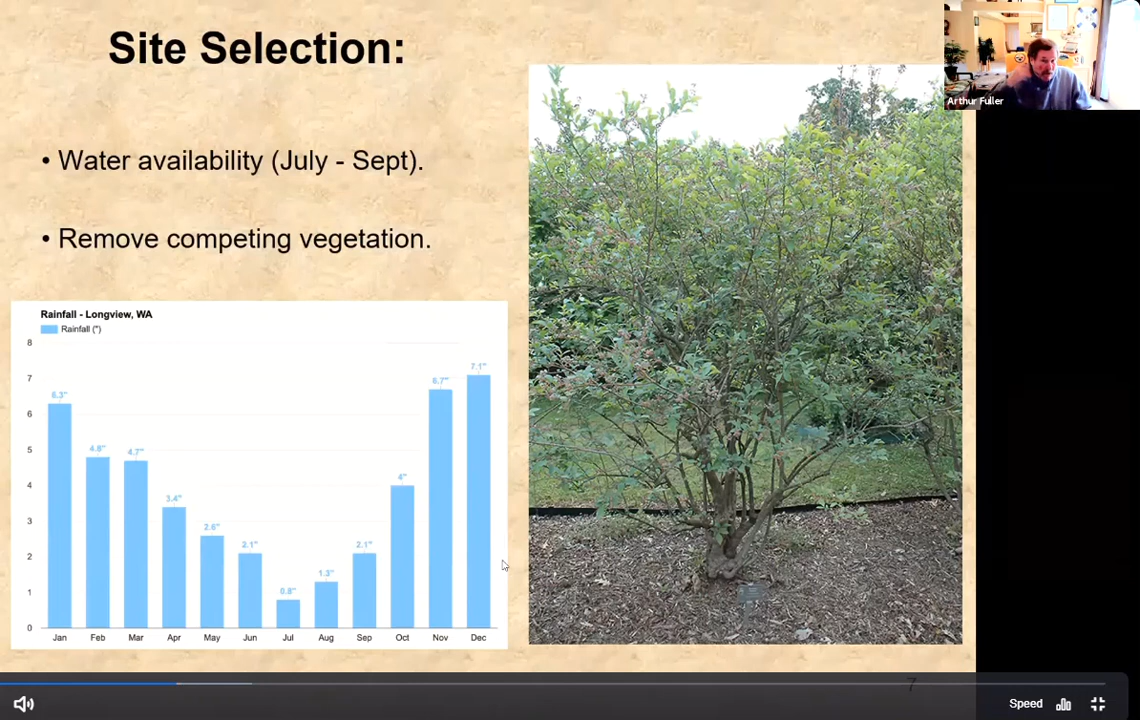 Site Selection:
Arthur Fuller
• Water availability (July - Sept).
• Remove competing vegetation.
Rainfall - Longview, WA
Rainfall (")
8
7
6
5
4
3
2
1
0
6.3"
4.8"
4.7"
3.4"
2.6"
2.1"
0.8"
1.3"
2.1"
4"
6.7"
7.1"
Jan Feb Mar Apr May Jun Jul Aug Sep Oct Nov Dec
7
Speed